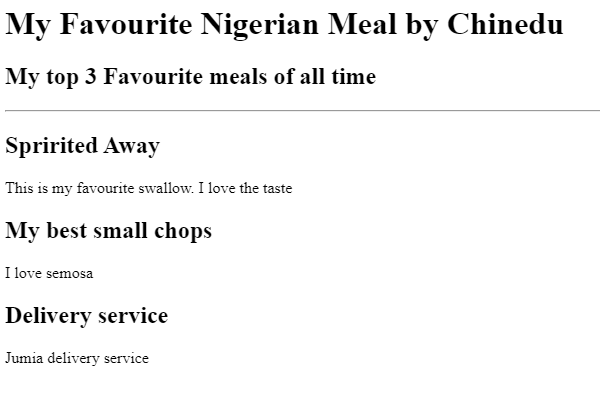 My Favourite Nigerian Meal by Chinedu
My top 3 Favourite meals of all time
Spririted Away
This is my favourite swallow. I love the taste
My best small chops
I love semosa
Delivery service
Jumia delivery service